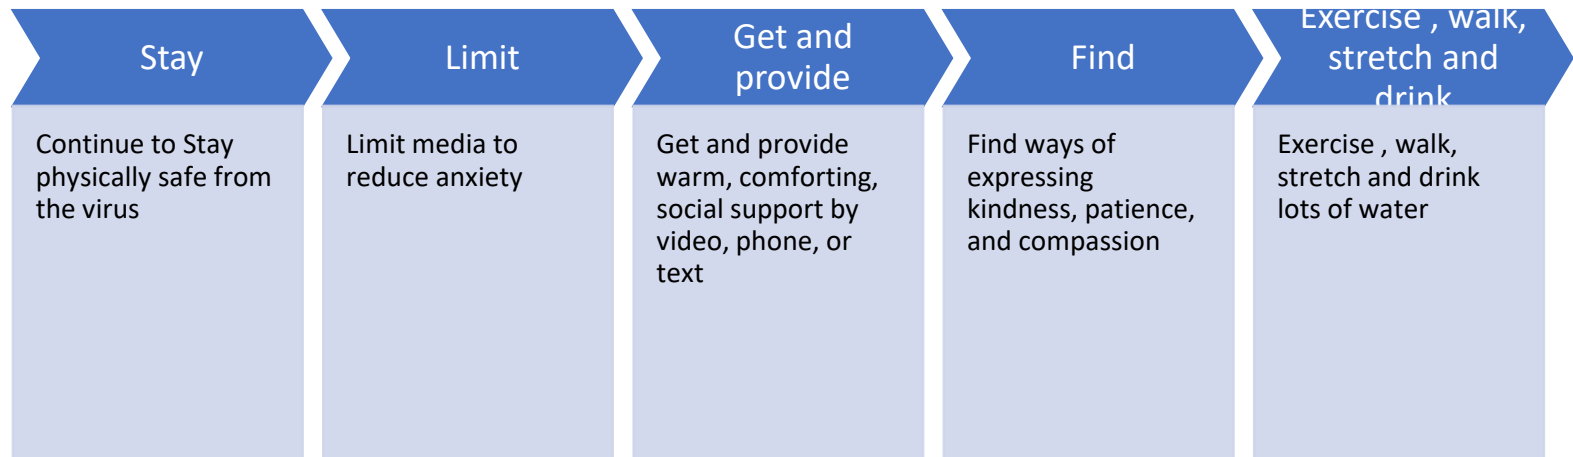 Stay
Continue to Stay
physically safe from
the virus
Limit
Limit media to
reduce anxiety
Get and
provide
Get and provide
warm, comforting,
social support by
video, phone, or
text
Find
Find ways of
expressing
kindness, patience,
and compassion
Exercise , walk,
stretch and
drink
Exercise , walk,
stretch and drink
lots of water